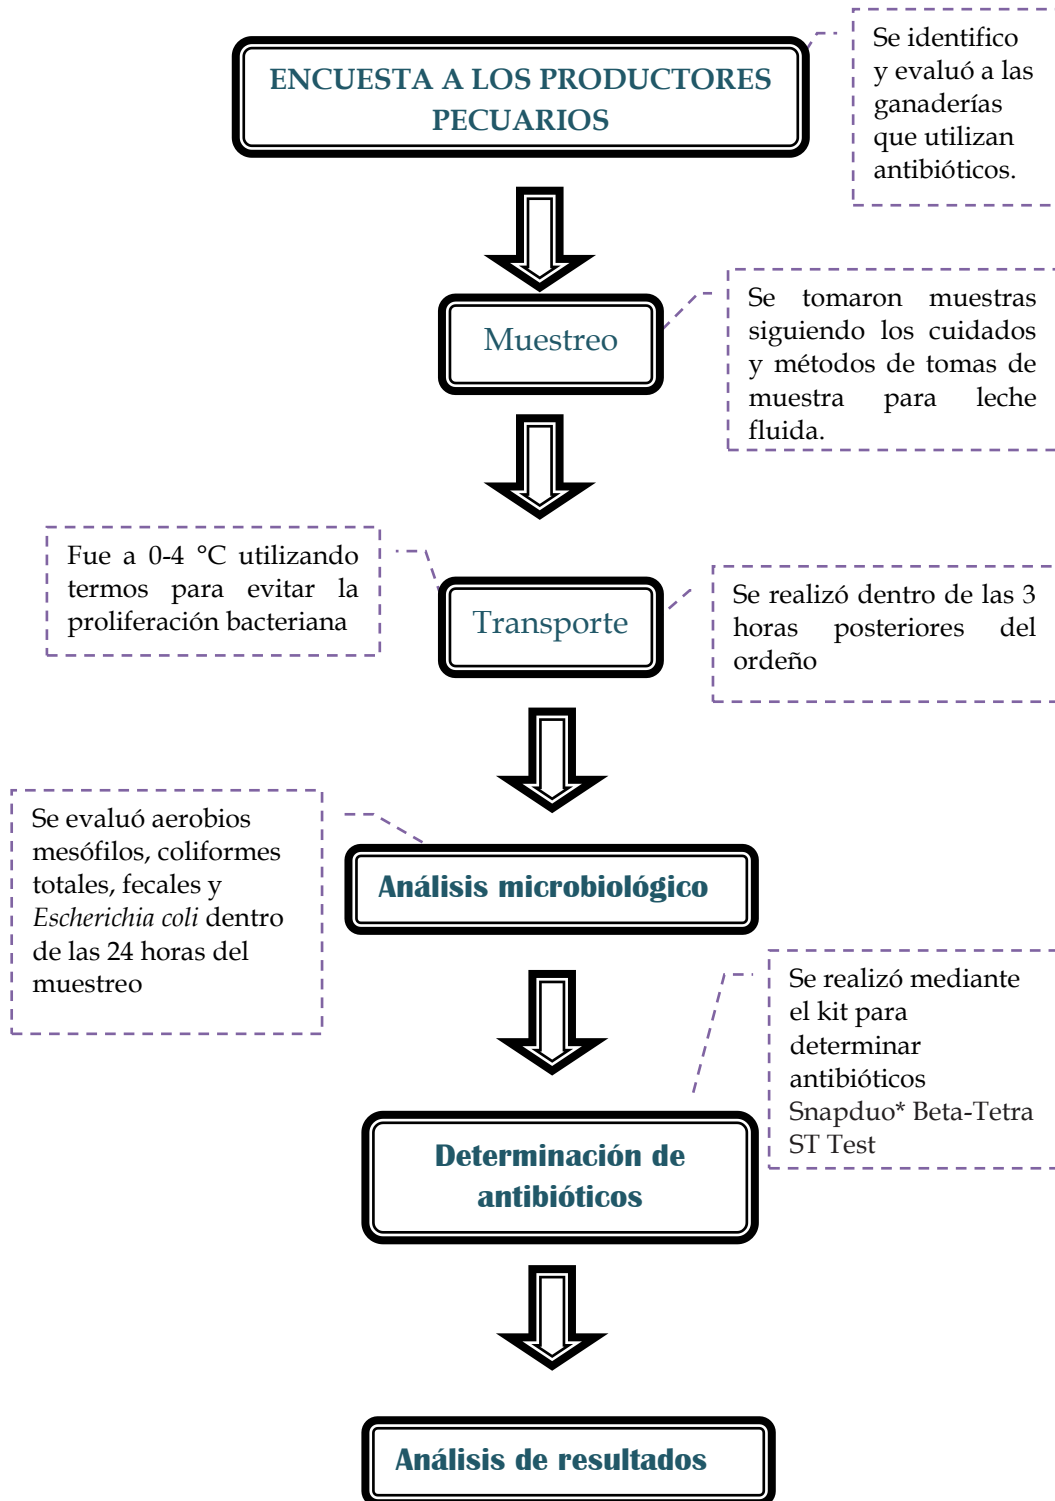 ENCUESTA A LOS PRODUCTORES
PECUARIOS
Se identifico
y evaluó a las
ganaderías
que utilizan
antibióticos.
Muestreo
Se tomaron muestras
siguiendo los cuidados
y métodos de tomas de
muestra para leche
fluida.
Fue a 0-4 °C utilizando
termos para evitar la
proliferación bacteriana
Transporte
Se realizó dentro de las 3
horas posteriores del
ordeño
Se evaluó aerobios
mesófilos, coliformes
totales, fecales y
Escherichia coli dentro
de las 24 horas del
muestreo
Análisis microbiológico
Se realizó mediante
el kit para
determinar
antibióticos
Snapduo* Beta-Tetra
ST Test
Determinación de
antibióticos
Análisis de resultados